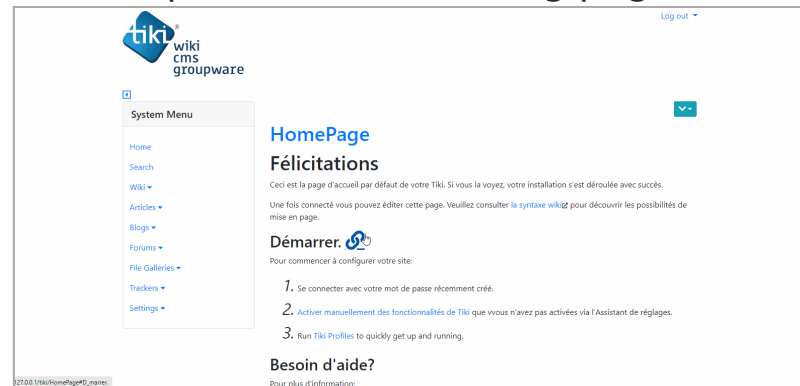 Log out
tiki
wiki
cms
groupware
System Menu
HomePage
Home
Félicitations
Search
Ceci est la page d'accueil par défaut de votre Tiki. Si vous la voyez, votre installation s'est déroulée avec succès.
Wiki
Articles
Une fois connecté vous pouvez éditer cette page. Veuillez consulter la syntaxe wiki pour découvrir les possibilités de
mise en page.
Blogs
Démarrer.
Forums
Pour commencer à configurer votre site:
File Galleries
Trackers
1. Se connecter avec votre mot de passe récemment créé.
Settings
2. Activer manuellement des fonctionnalités de Tiki que vvous n'avez pas activées via l'Assistant de réglages.
3. Run Tiki Profiles to quickly get up and running.
Besoin d'aide?
Pour plus d'information:
127.0.0.1/tiki/HomePage#D_marrer.